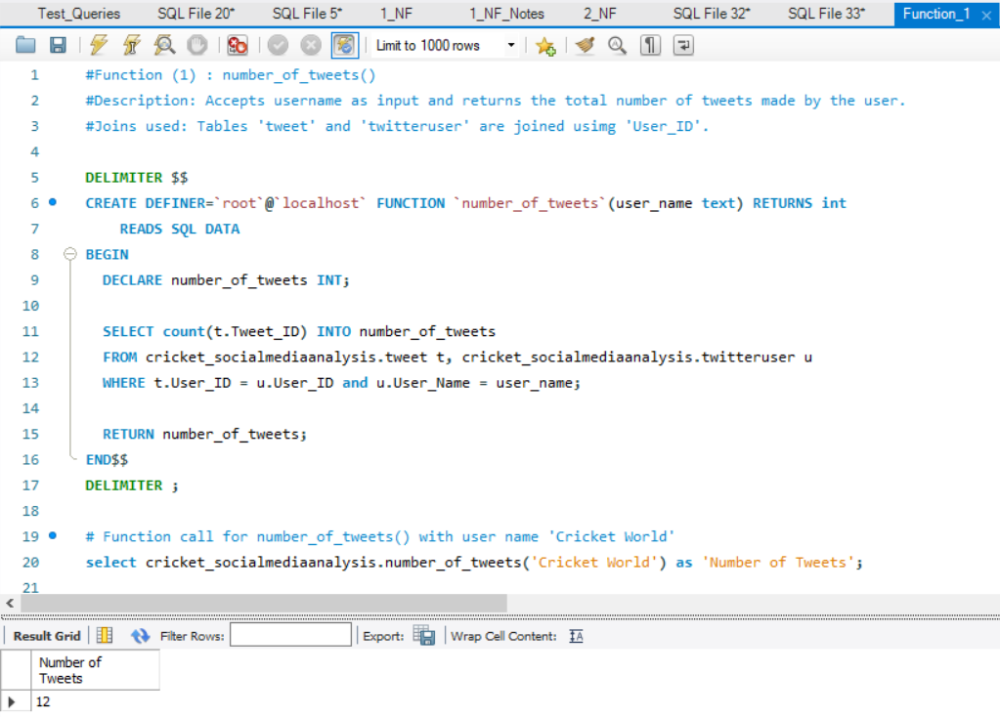 Test_Queries SQL File 20* SQL File 5* 1_NF 1_NF_Notes 2_NF SQL File 32* SQL File 33* Function_1
Limit to 1000 rows
1 #Function (1) : number_of_tweets()
2 #Description: Accepts username as input and returns the total number of tweets made by the user.
3 #Joins used: Tables 'tweet' and 'twitteruser' are joined usimg 'User_ID'.
4
5 DELIMITER $$
6 CREATE DEFINER=`root`@`localhost` FUNCTION `number_of_tweets`(user_name text) RETURNS int
7 READS SQL DATA
8 BEGIN
9 DECLARE number_of_tweets INT;
10
11 SELECT count(t.Tweet_ID) INTO number_of_tweets
12 FROM cricket_socialmediaanalysis.tweet t, cricket_socialmediaanalysis.twitteruser u
13 WHERE t.User_ID = u.User_ID and u.User_Name = user_name;
14
15 RETURN number_of_tweets;
16 END$$
17 DELIMITER ;
18
19 # Function call for number_of_tweets() with user name 'Cricket World'
20 select cricket_socialmediaanalysis.number_of_tweets('Cricket World') as 'Number of Tweets';
21
Result Grid Filter Rows: Export: Wrap Cell Content: IA
Number of
Tweets
12